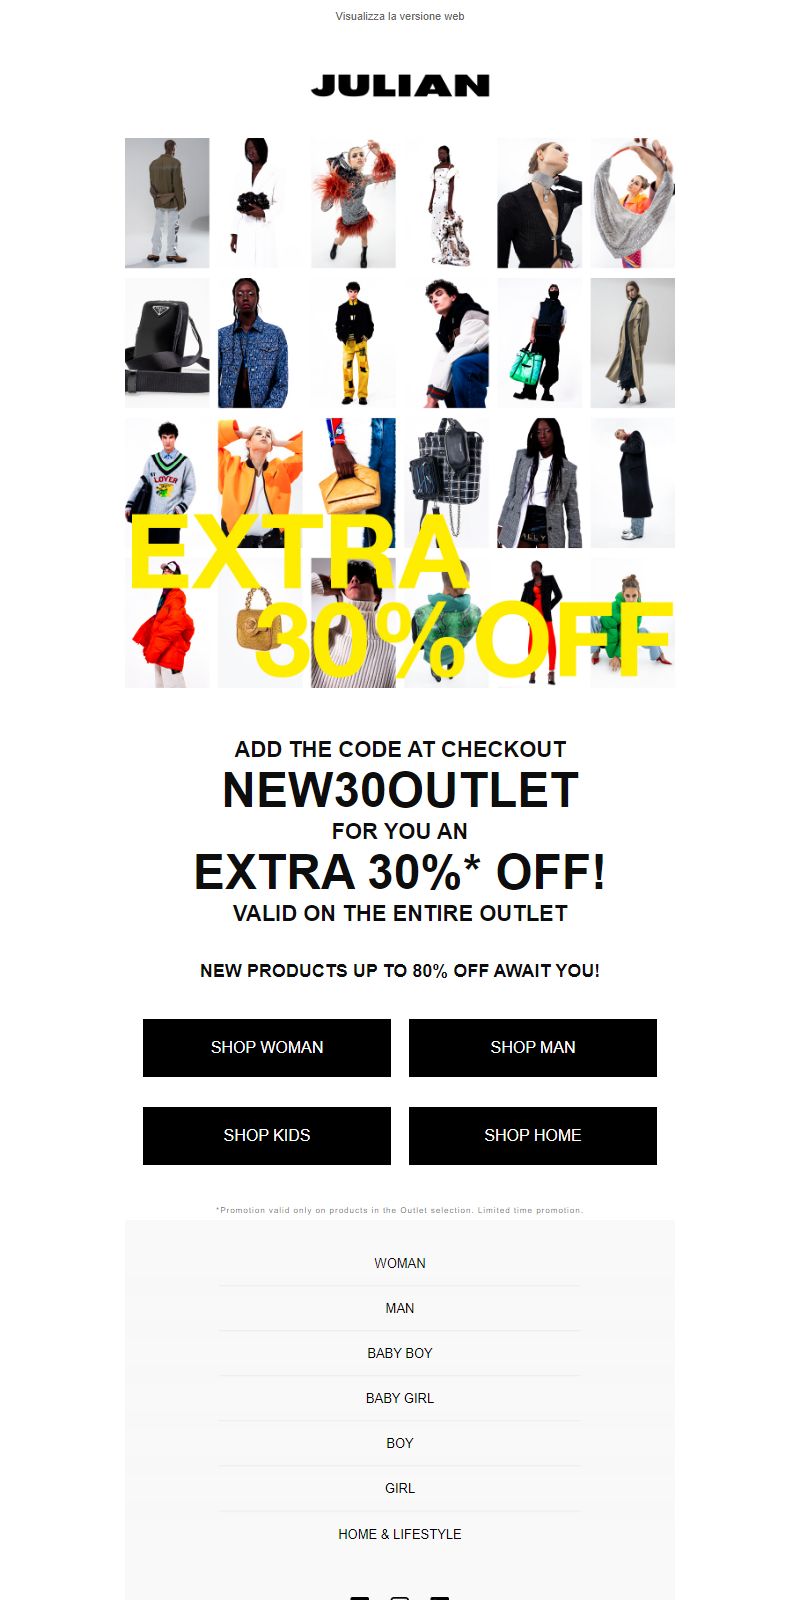 Visualizza la versione web
JULIAN
LOVER
EXTRA
30%OFF
ADD THE CODE AT CHECKOUT
NEW30OUTLET
FOR YOU AN
EXTRA 30%* OFF!
VALID ON THE ENTIRE OUTLET
NEW PRODUCTS UP TO 80% OFF AWAIT YOU!
SHOP WOMAN
SHOP MAN
SHOP KIDS
SHOP HOME
*Promotion valid only on products in the Outlet selection. Limited time promotion.
WOMAN
MAN
BABY BOY
BABY GIRL
BOY
GIRL
HOME & LIFESTYLE